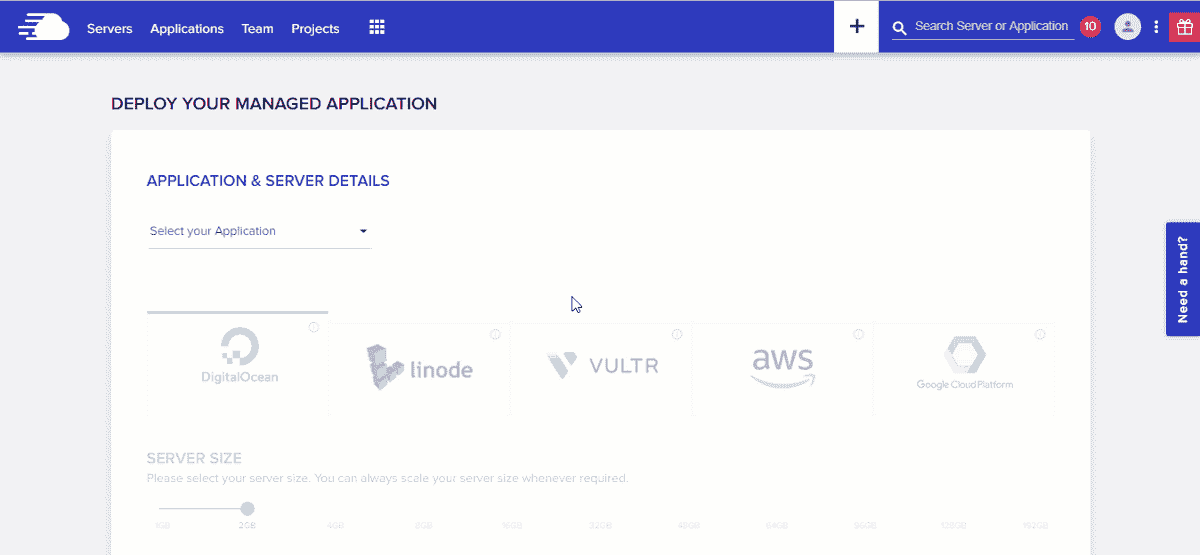 Servers Applications Team Projects + Search Server or Application 10
DEPLOY YOUR MANAGED APPLICATION
APPLICATION & SERVER DETAILS
Select your Application
Need a hand?
DigitalOcean
linode
VULTR
aws
Google Cloud Platform
SERVER SIZE
Please select your server size. You can always scale your server size whenever required.
1GB 2GB 4GB 8GB 16GB 32GB 48GB 64GB 96GB 128GB 192GB